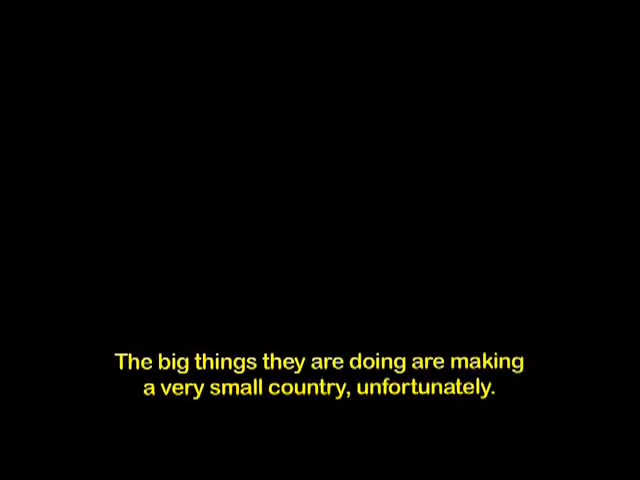 The big things they are doing are making
a very small country, unfortunately.